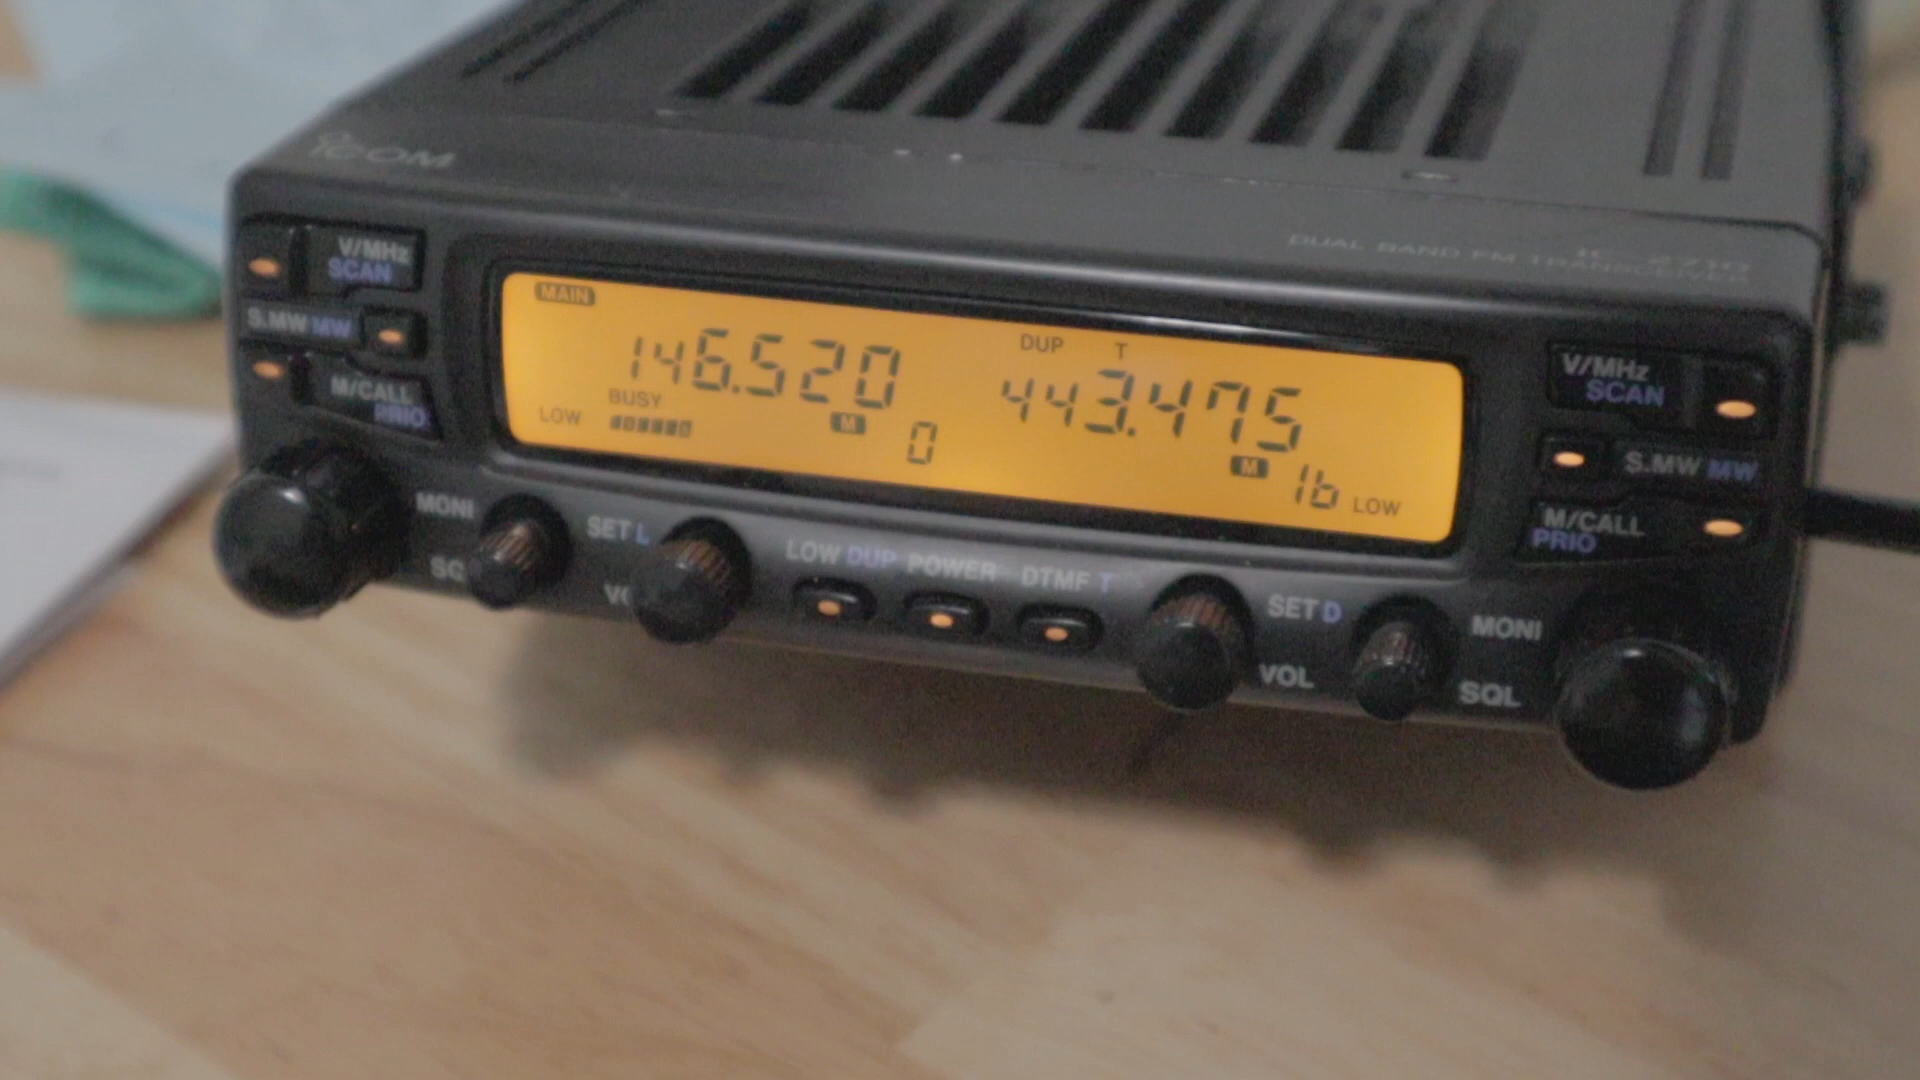 ICOM
DUAL BAND FM TRANSCEIVER
V/MHz
SCAN
S.MW MW
M/CALL
PRIO
MAIN
146.520
BUSY
LOW
M
0
DUP T
443.475
M
16 LOW
V/MHz
SCAN
S.MW MW
M/CALL
PRIO
MONI
SET L
LOW DUP POWER DTMF T
SET D
VOL
MONI
SQL